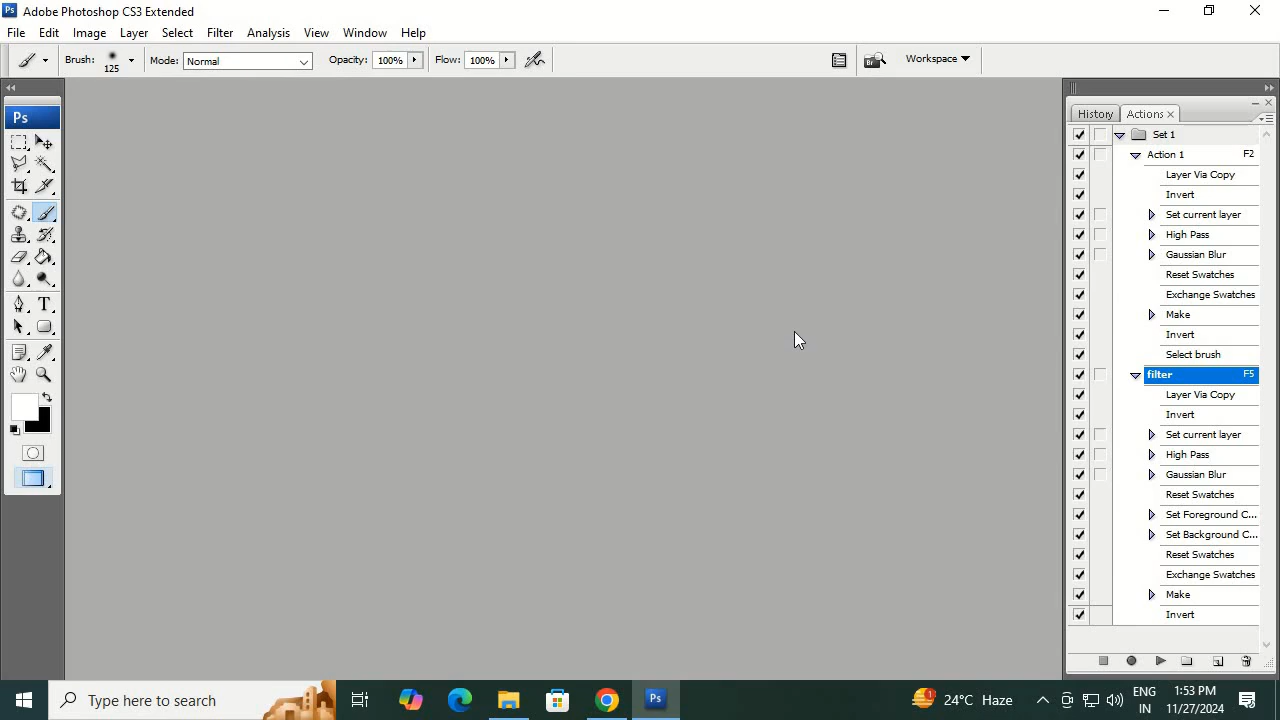 Ps Adobe Photoshop CS3 Extended
File Edit Image Layer Select Filter Analysis View Window Help
Brush: 125 Mode: Normal Opacity: 100% Flow: 100% Br Workspace
Ps
T
History Actions
Set 1
Action 1 F2
Layer Via Copy
Invert
Set current layer
High Pass
Gaussian Blur
Reset Swatches
Exchange Swatches
Make
Invert
Select brush
filter F5
Layer Via Copy
Invert
Set current layer
High Pass
Gaussian Blur
Reset Swatches
Set Foreground C...
Set Background C...
Reset Swatches
Exchange Swatches
Make
Invert
Type here to search
Ps
1
24°C Haze
ENG
IN
1:53 PM
11/27/2024